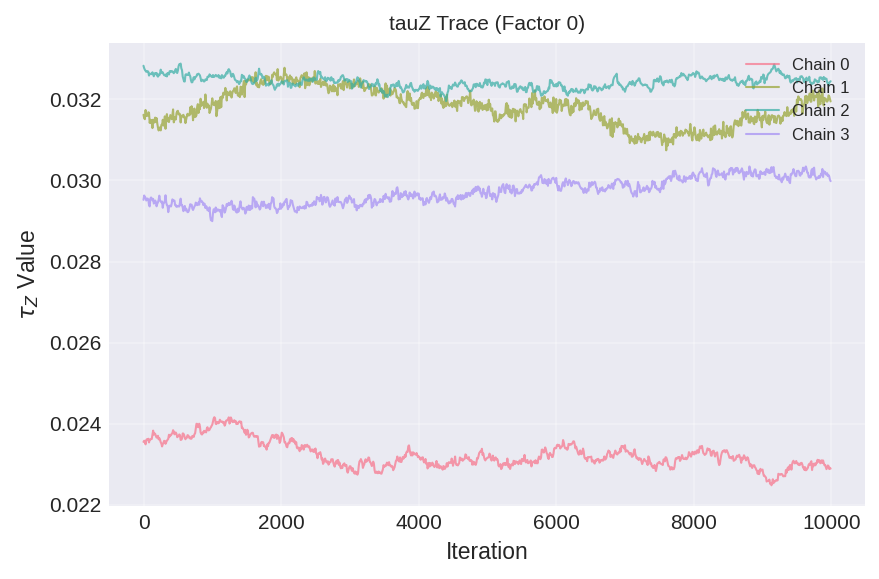 tauZ Trace (Factor 0)
Chain 0
Chain 1
Chain 2
Chain 3
0.032
0.030
0.028
0.026
0.024
0.022
τZ Value
0
2000
4000
6000
8000
10000
Iteration